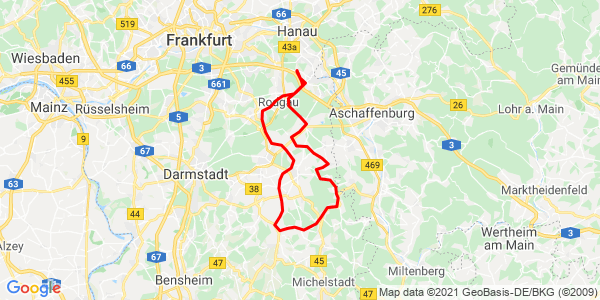 519
Frankfurt
Hanau
276
43a
Wiesbaden
455
3
661
45
Gemünden
am Main
Mainz
Rüsselsheim
5
Rodgau
Aschaffenburg
26
Lohr a. Main
9
67
3
63
Darmstadt
469
38
Marktheidenfeld
44
67
Wertheim
am Main
3
Alzey
67
45
Bensheim
Michelstadt
Miltenberg
47
47
Google
Map data ©2021 GeoBasis-DE/BKG (©2009)